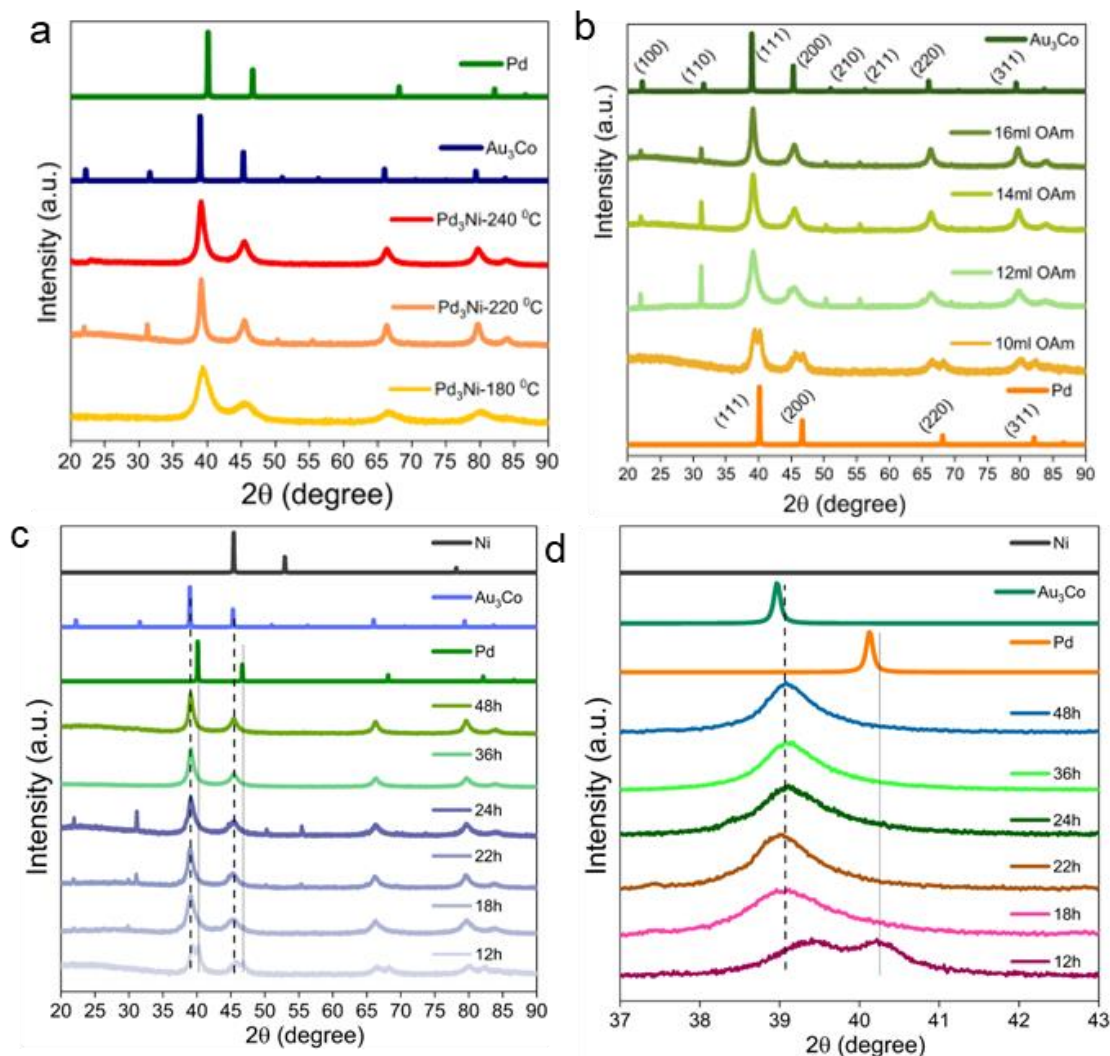 a
Pd
Au₃Co
Pd₃Ni-240 ⁰C
Pd₃Ni-220 ⁰C
Pd₃Ni-180 ⁰C
Intensity (a.u.)
20 25 30 35 40 45 50 55 60 65 70 75 80 85 90
2θ (degree)
b
Au₃Co
(100)
(110)
(111)
(200)
(210)
(211)
(220)
(311)
16ml OAm
14ml OAm
12ml OAm
10ml OAm
Pd
(111)
(200)
(220)
(311)
Intensity (a.u.)
20 25 30 35 40 45 50 55 60 65 70 75 80 85 90
2θ (degree)
c
Ni
Au₃Co
Pd
48h
36h
24h
22h
18h
12h
Intensity (a.u.)
20 25 30 35 40 45 50 55 60 65 70 75 80 85 90
2θ (degree)
d
Ni
Au₃Co
Pd
48h
36h
24h
22h
18h
12h
Intensity (a.u.)
37 38 39 40 41 42 43
2θ (degree)